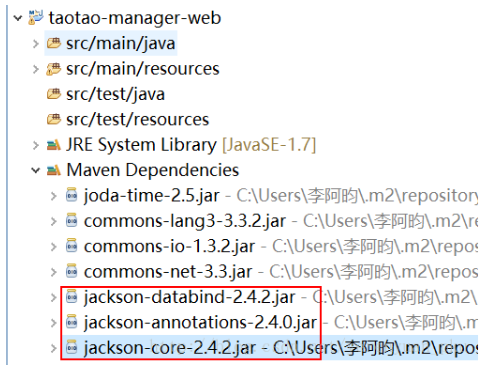 taotao-manager-web
src/main/java
src/main/resources
src/test/java
src/test/resources
JRE System Library [JavaSE-1.7]
Maven Dependencies
joda-time-2.5.jar - C:\Users\李阿昀\.m2\repository
commons-lang3-3.3.2.jar - C:\Users\李阿昀\.m2\re
commons-io-1.3.2.jar - C:\Users\李阿昀\.m2\repos
commons-net-3.3.jar - C:\Users\李阿昀\.m2\repos
jackson-databind-2.4.2.jar - C:\Users\李阿昀\.m2\
jackson-annotations-2.4.0.jar - C:\Users\李阿昀\.m
jackson-core-2.4.2.jar - C:\Users\李阿昀\.m2\repos